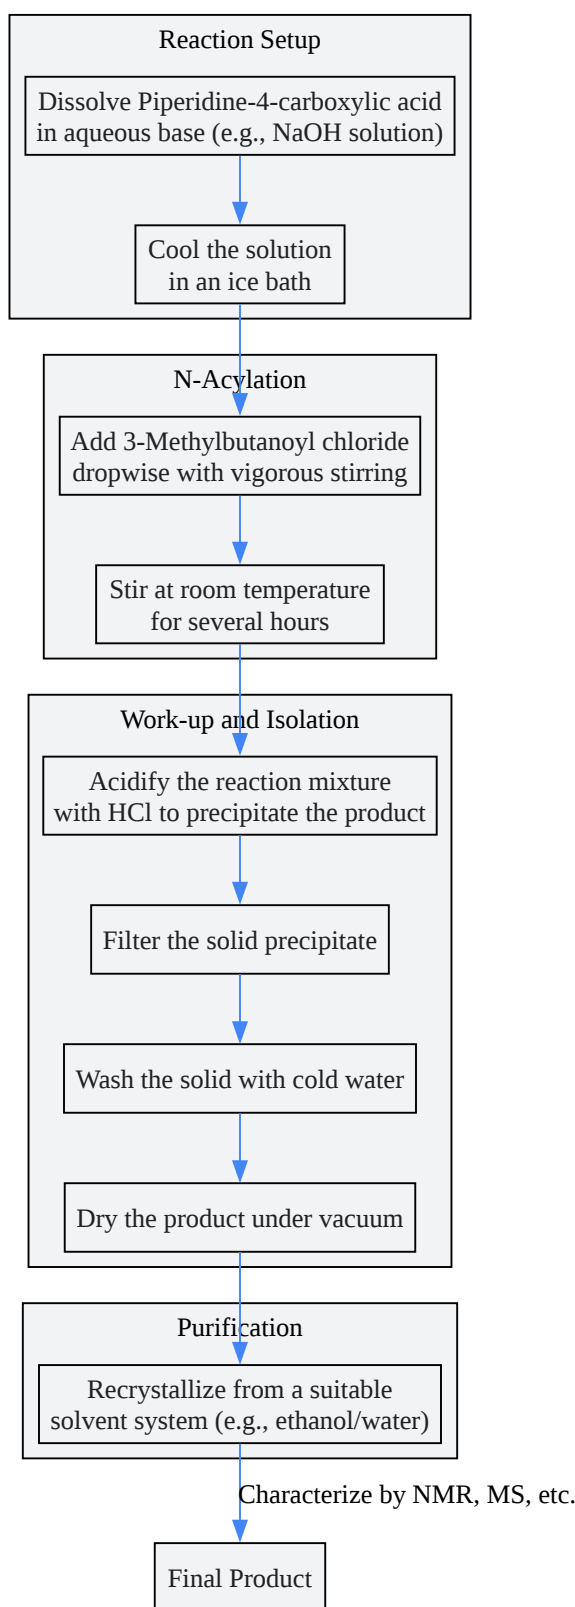 Reaction Setup
Dissolve Piperidine-4-carboxylic acid
in aqueous base (e.g., NaOH solution)
Cool the solution
in an ice bath
N-Acylation
Add 3-Methylbutanoyl chloride
dropwise with vigorous stirring
Stir at room temperature
for several hours
Work-up and Isolation
Acidify the reaction mixture
with HCl to precipitate the product
Filter the solid precipitate
Wash the solid with cold water
Dry the product under vacuum
Purification
Recrystallize from a suitable
solvent system (e.g., ethanol/water)
Characterize by NMR, MS, etc.
Final Product